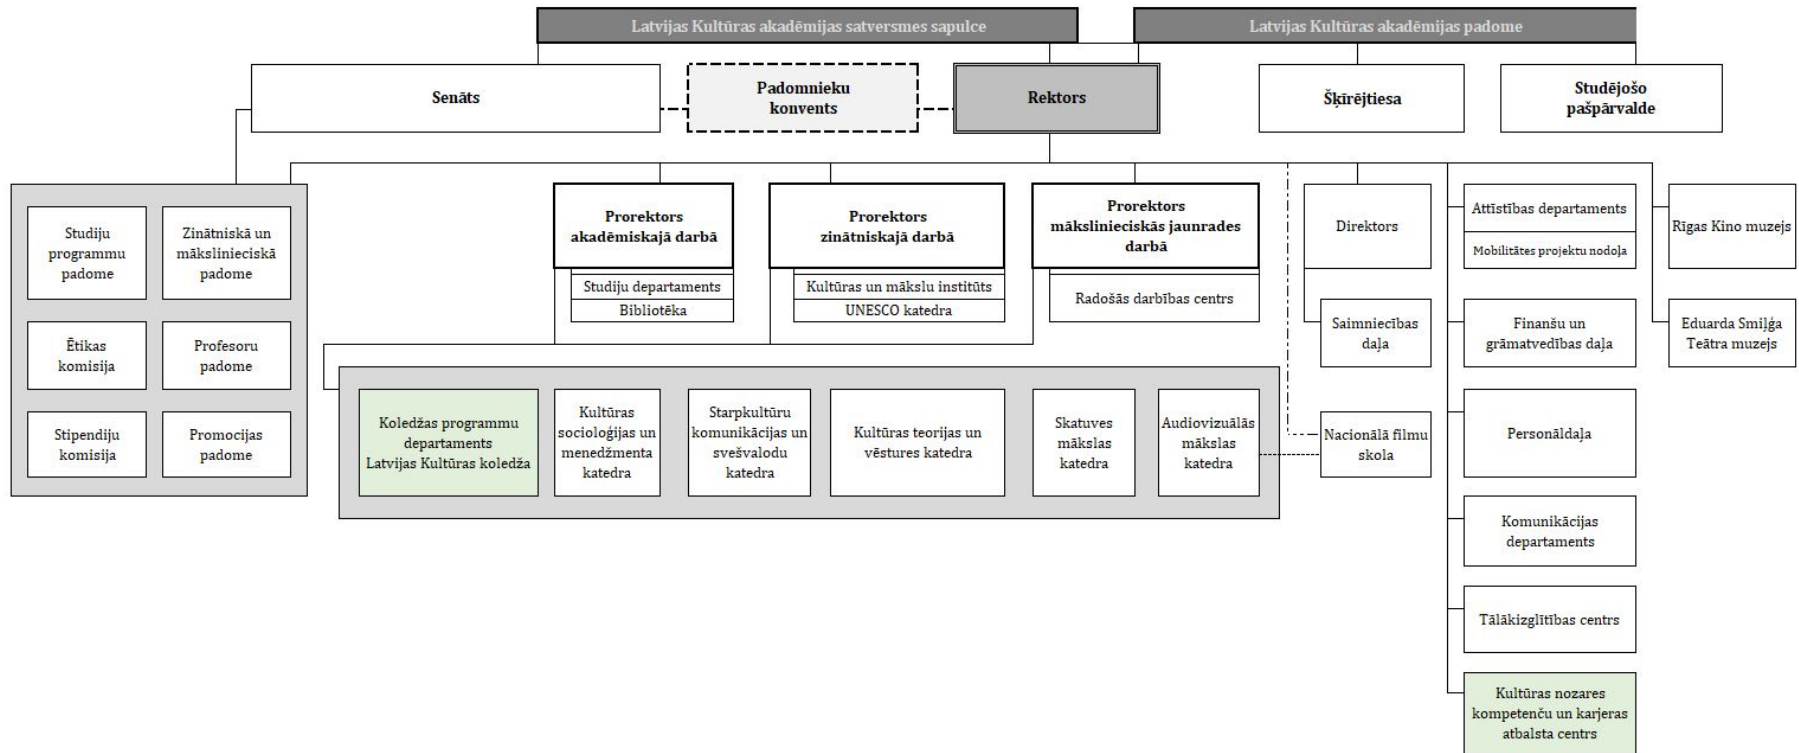 Latvijas Kultūras akadēmijas satversmes sapulce
Latvijas Kultūras akadēmijas padome
Senāts
Padomnieku
konvents
Rektors
Šķīrējtiesa
Studējošo
pašpārvalde
Studiju
programmu
padome
Zinātniskā un
mākslinieciskā
padome
Ētikas
komisija
Profesoru
padome
Stipendiju
komisija
Promocijas
padome
Prorektors
akadēmiskajā darbā
Studiju departaments
Bibliotēka
Prorektors
zinātniskajā darbā
Kultūras un mākslu institūts
UNESCO katedra
Prorektors
mākslinieciskās jaunrades
darbā
Radošās darbības centrs
Direktors
Saimniecības
daļa
Nacionālā filmu
skola
Attīstības departaments
Mobilitātes projektu nodoļa
Finanšu un
grāmatvedības daļa
Personāldaļa
Komunikācijas
departaments
Tālākizglītības centrs
Kultūras nozares
kompetenču un karjeras
atbalsta centrs
Rīgas Kino muzejs
Eduarda Smiļģa
Teātra muzejs
Koledžas programmu
departaments
Latvijas Kultūras koledža
Kultūras
socioloģijas un
menedžmenta
katedra
Starpkultūru
komunikācijas un
svešvalodu
katedra
Kultūras teorijas un
vēstures katedra
Skatuves
mākslas
katedra
Audiovizuālās
mākslas
katedra